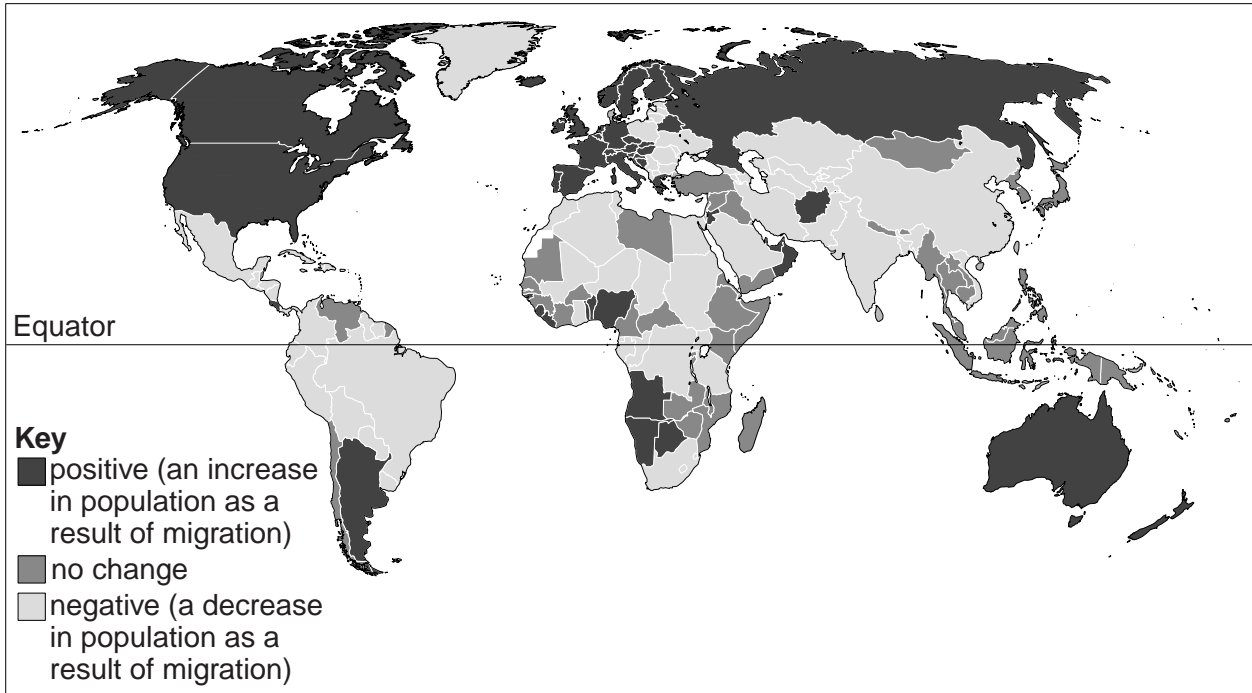 Equator
Key
positive (an increase
in population as a
result of migration)
no change
negative (a decrease
in population as a
result of migration)